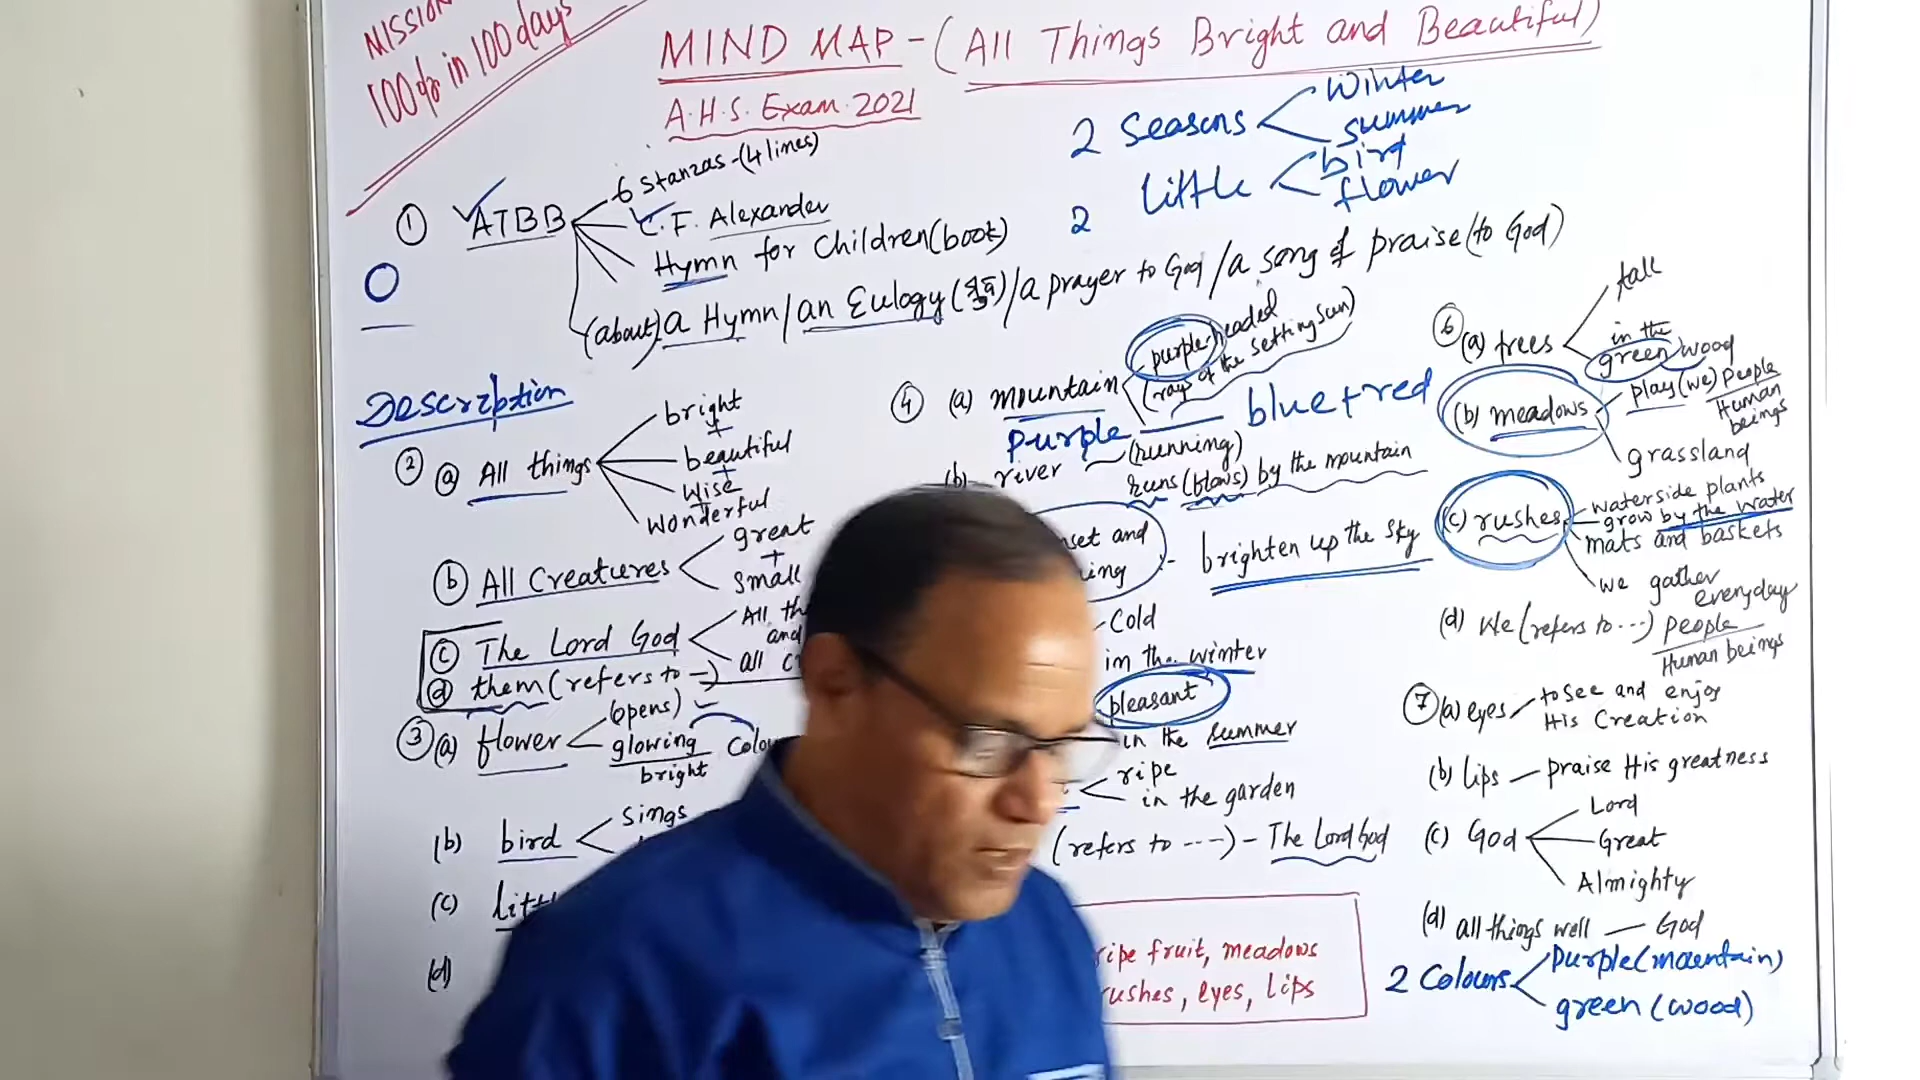 MISSION
100% in 100 days
MIND MAP - (All Things Bright and Beautiful)
A.H.S. Exam. 2021
2 Seasons
Winter
Summer
2 little
bird
flower
① ATBB
6 stanzas - (4 lines)
C.F. Alexander
Hymn for Children (book)
(about) a Hymn / an Eulogy / a prayer to God / a song of praise (to God)
Description
② (a) All things
bright
+
beautiful
+
Wise
+
Wonderful
(b) All Creatures
great
+
Small
(c) The Lord God
All
and
all
(d) them (refers to —)
③ (a) flower
(opens)
glowing
bright
(b) bird
Sings
(c)
(d)
④ (a) mountain
purple-headed
(rays of the setting sun)
purple — blue + red
(b) river
(running)
runs (flows) by the mountain
set and
- brighten up the sky
Cold
in the winter
pleasant
in the summer
ripe
in the garden
(refers to ----) - The Lord God
ripe fruit, meadows
rushes, eyes, lips
⑥ (a) trees
tall
in the
green wood
(b) meadows
play (we) people
Human
beings
grassland
(c) rushes
waterside plants
grow by the water
mats and baskets
we gather
everyday
(d) We (refers to ...) people
Human beings
⑦ (a) eyes
to see and enjoy
His Creation
(b) lips — praise His greatness
(c) God
Lord
Great
Almighty
(d) all things well — God
2 Colours
purple (mountain)
green (wood)